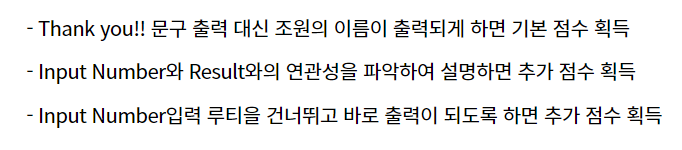 - Thank you!! 문구 출력 대신 조원의 이름이 출력되게 하면 기본 점수 획득
- Input Number와 Result와의 연관성을 파악하여 설명하면 추가 점수 획득
- Input Number입력 루티을 건너뛰고 바로 출력이 되도록 하면 추가 점수 획득